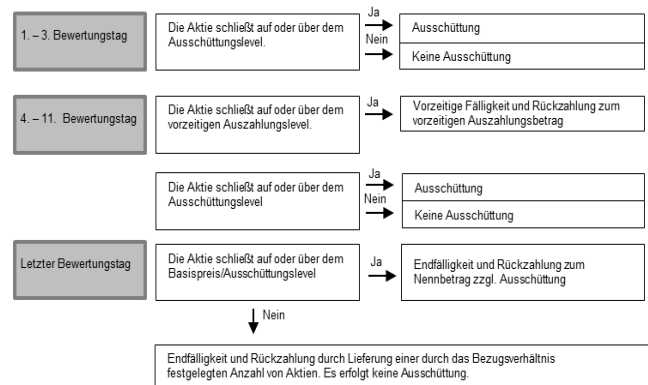 1. – 3. Bewertungstag
Die Aktie schließt auf oder über dem
Ausschüttungslevel.
Ja
Nein
Ausschüttung
Keine Ausschüttung
4. – 11. Bewertungstag
Die Aktie schließt auf oder über dem
vorzeitigen Auszahlungslevel.
Ja
Vorzeitige Fälligkeit und Rückzahlung zum
vorzeitigen Auszahlungsbetrag
Die Aktie schließt auf oder über dem
Ausschüttungslevel
Ja
Nein
Ausschüttung
Keine Ausschüttung
Letzter Bewertungstag
Die Aktie schließt auf oder über dem
Basispreis/Ausschüttungslevel
Ja
Endfälligkeit und Rückzahlung zum
Nennbetrag zzgl. Ausschüttung
Nein
Endfälligkeit und Rückzahlung durch Lieferung einer durch das Bezugsverhältnis
festgelegten Anzahl von Aktien. Es erfolgt keine Ausschüttung.